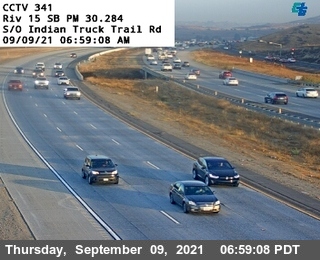 CCTV 341
Riv 15 SB PM 30.284
S/O Indian Truck Trail Rd
09/09/21 06:59:08 AM
Thursday, September 09, 2021 06:59:08 PDT